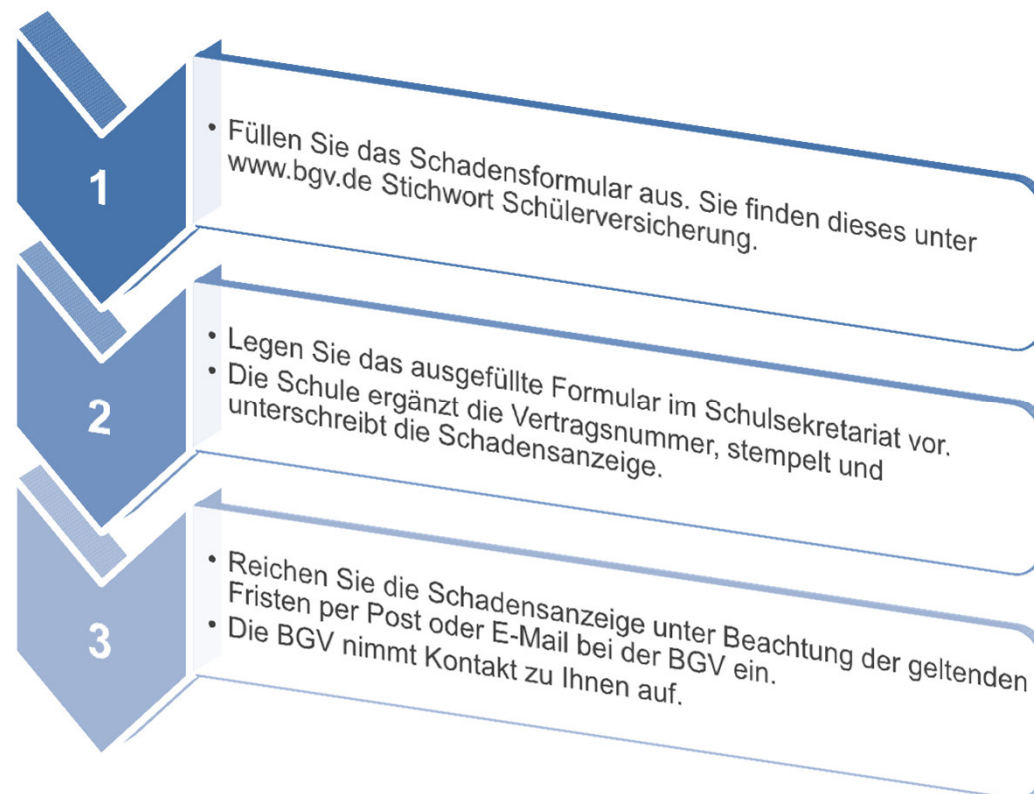 1
• Füllen Sie das Schadensformular aus. Sie finden dieses unter
www.bgv.de Stichwort Schülerversicherung.
2
• Legen Sie das ausgefüllte Formular im Schulsekretariat vor.
• Die Schule ergänzt die Vertragsnummer, stempelt und
unterschreibt die Schadensanzeige.
3
• Reichen Sie die Schadensanzeige unter Beachtung der geltenden
Fristen per Post oder E-Mail bei der BGV ein.
• Die BGV nimmt Kontakt zu Ihnen auf.